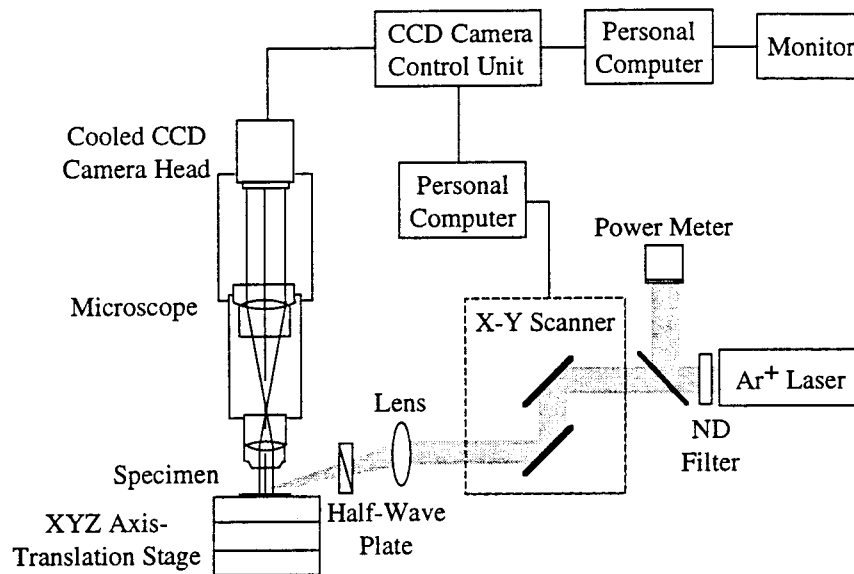 CCD Camera
Control Unit
Personal
Computer
Monitor
Cooled CCD
Camera Head
Personal
Computer
Power Meter
Microscope
X-Y Scanner
Ar+ Laser
Lens
ND
Filter
Specimen
Half-Wave
Plate
XYZ Axis-
Translation Stage